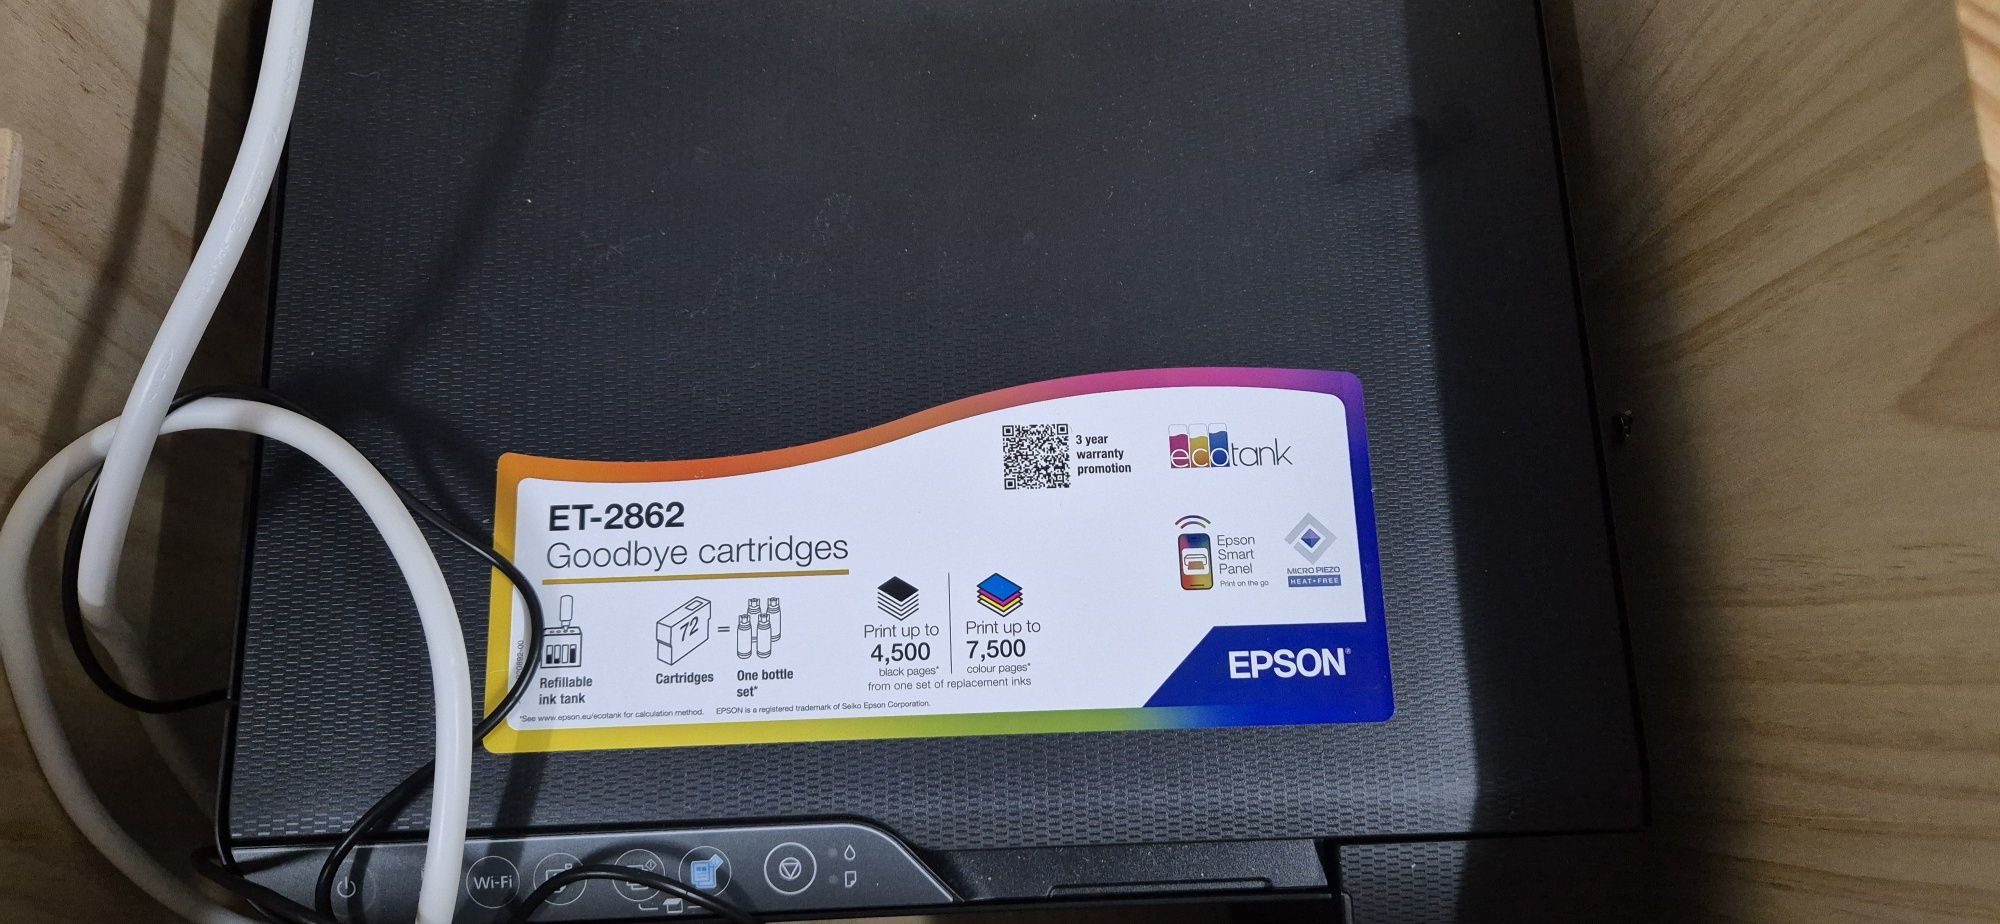 3 year
warranty
promotion
ecotank
ET-2862
Goodbye cartridges
Epson
Smart
Panel
Print on the go
MICRO PIEZO
HEAT•FREE
72
=
Refillable
ink tank
Cartridges
One bottle
set*
Print up to
4,500
black pages*
Print up to
7,500
colour pages*
from one set of replacement inks
EPSON®
*See www.epson.eu/ecotank for calculation method. EPSON is a registered trademark of Seiko Epson Corporation.
Wi-Fi